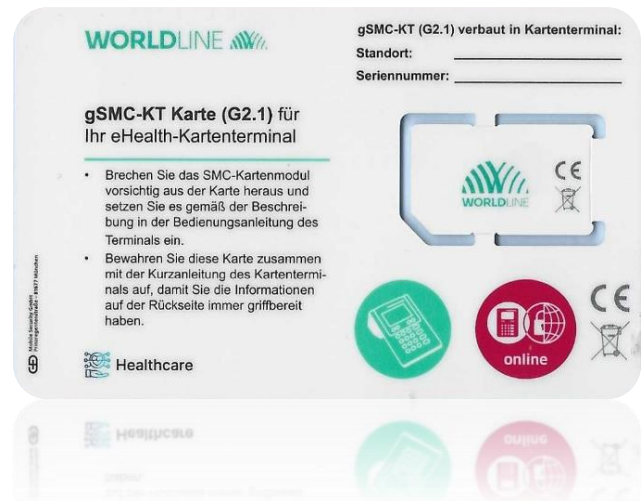 WORLDLINE
gSMC-KT (G2.1) verbaut in Kartenterminal:
Standort:
Seriennummer:
gSMC-KT Karte (G2.1) für
Ihr eHealth-Kartenterminal
• Brechen Sie das SMC-Kartenmodul
vorsichtig aus der Karte heraus und
setzen Sie es gemäß der Beschrei-
bung in der Bedienungsanleitung des
Terminals ein.
• Bewahren Sie diese Karte zusammen
mit der Kurzanleitung des Kartentermi-
nals auf, damit Sie die Informationen
auf der Rückseite immer griffbereit
haben.
WORLDLINE
CE
CE
online
Healthcare
G+D
Mobile Security GmbH